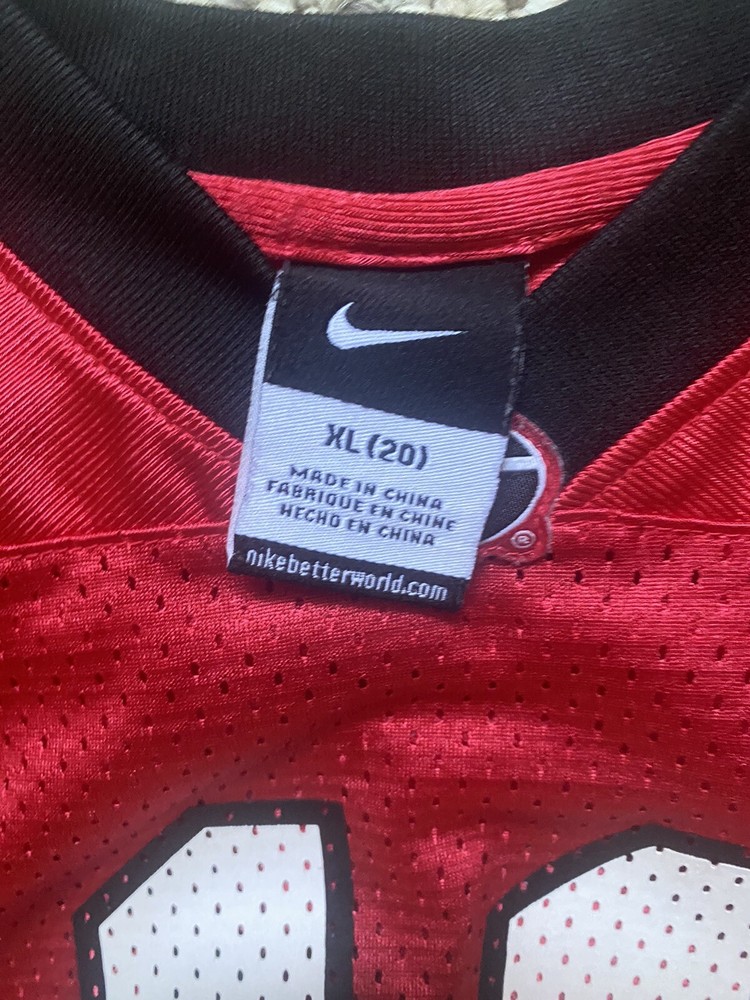 XL (20)
MADE IN CHINA
FABRIQUE EN CHINE
HECHO EN CHINA
nikebetterworld.com
®